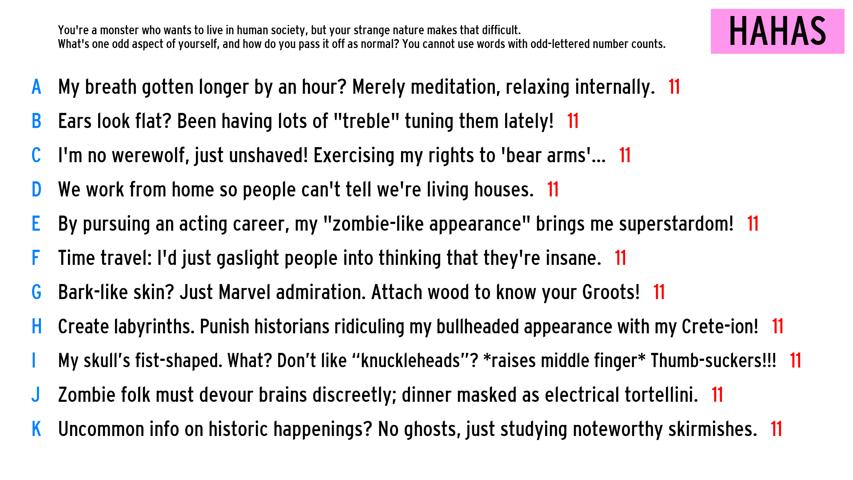 You're a monster who wants to live in human society, but your strange nature makes that difficult.
What's one odd aspect of yourself, and how do you pass it off as normal? You cannot use words with odd-lettered number counts.
HAHAS
A My breath gotten longer by an hour? Merely meditation, relaxing internally. 11
B Ears look flat? Been having lots of "treble" tuning them lately! 11
C I'm no werewolf, just unshaved! Exercising my rights to 'bear arms'... 11
D We work from home so people can't tell we're living houses. 11
E By pursuing an acting career, my "zombie-like appearance" brings me superstardom! 11
F Time travel: I'd just gaslight people into thinking that they're insane. 11
G Bark-like skin? Just Marvel admiration. Attach wood to know your Groots! 11
H Create labyrinths. Punish historians ridiculing my bullheaded appearance with my Crete-ion! 11
I My skull’s fist-shaped. What? Don’t like “knuckleheads”? *raises middle finger* Thumb-suckers!!! 11
J Zombie folk must devour brains discreetly; dinner masked as electrical tortellini. 11
K Uncommon info on historic happenings? No ghosts, just studying noteworthy skirmishes. 11